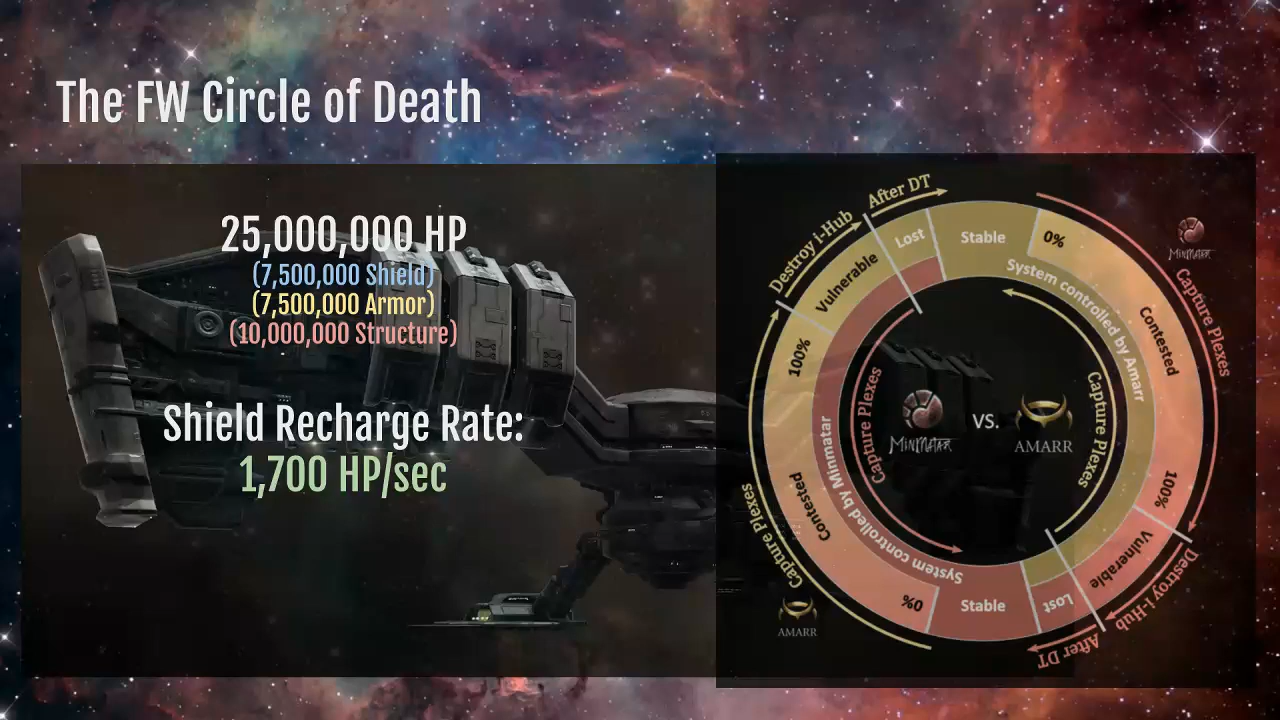 The FW Circle of Death
25,000,000 HP
(7,500,000 Shield)
(7,500,000 Armor)
(10,000,000 Structure)
Shield Recharge Rate:
1,700 HP/sec
After DT
Destroy i-Hub
Lost
Stable
0%
Vulnerable
System controlled by Amarr
MINMATAR
Capture Plexes
Contested
100%
Capture Plexes
Capture Plexes
MINMATAR
VS.
AMARR
100%
System controlled by Minmatar
Contested
Capture Plexes
Vulnerable
Destroy i-Hub
0%
Stable
Lost
After DT
AMARR